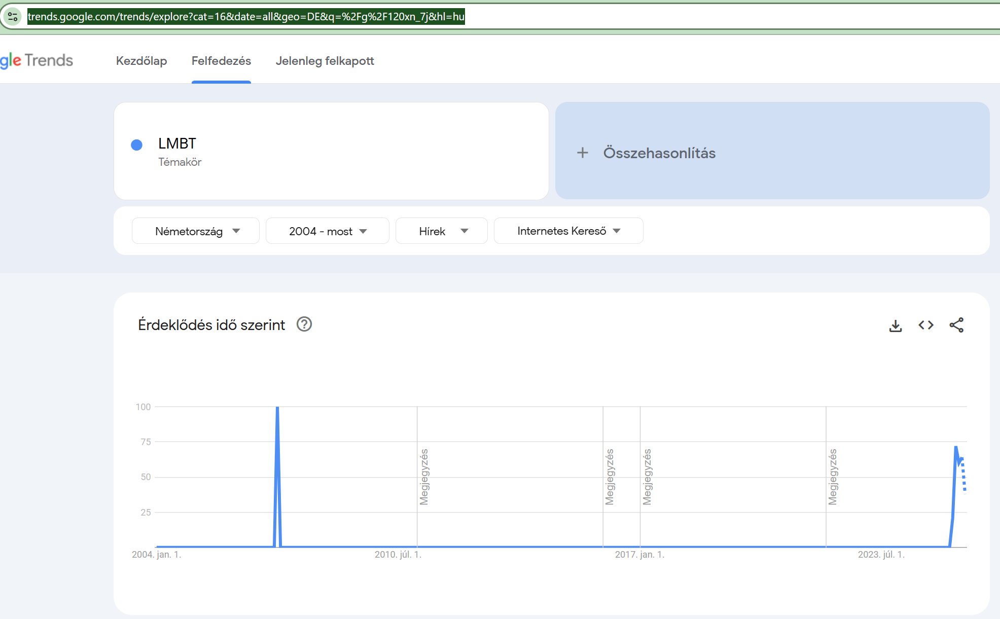 trends.google.com/trends/explore?cat=16&date=all&geo=DE&q=%2Fg%2F120xn_7j&hl=hu
gle Trends
Kezdőlap
Felfedezés
Jelenleg felkapott
LMBT
Témakör
+ Összehasonlítás
Németország
2004 - most
Hírek
Internetes Kereső
Érdeklődés idő szerint
100
75
50
25
Megjegyzés
Megjegyzés
Megjegyzés
Megjegyzés
2004. jan. 1.
2010. júl. 1.
2017. jan. 1.
2023. júl. 1.